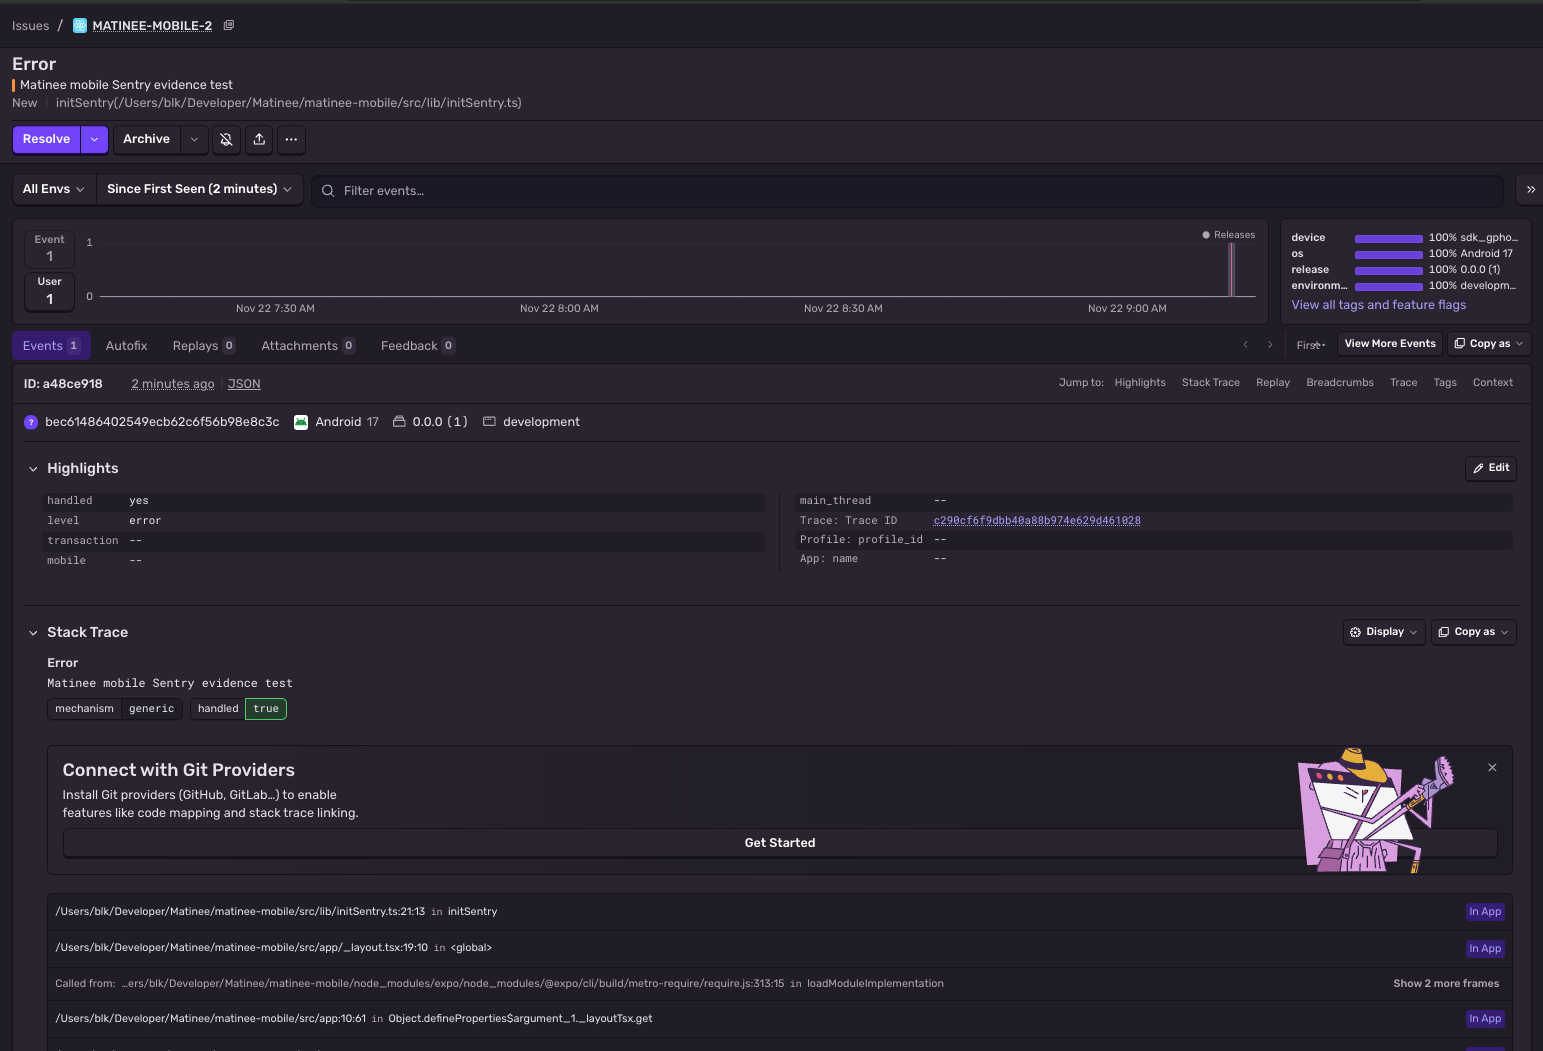 Issues / MATINEE-MOBILE-2
Error
Matinee mobile Sentry evidence test
New initSentry(/Users/blk/Developer/Matinee/matinee-mobile/src/lib/initSentry.ts)
Resolve Archive
All Envs Since First Seen (2 minutes) Filter events…
Event
1
User
1
1
0
Releases
Nov 22 7:30 AM Nov 22 8:00 AM Nov 22 8:30 AM Nov 22 9:00 AM
device 100% sdk_gpho…
os 100% Android 17
release 100% 0.0.0 (1)
environm… 100% developm…
View all tags and feature flags
Events 1 Autofix Replays 0 Attachments 0 Feedback 0
First View More Events Copy as
ID: a48ce918 2 minutes ago JSON
Jump to: Highlights Stack Trace Replay Breadcrumbs Trace Tags Context
? bec61486402549ecb62c6f56b98e8c3c Android 17 0.0.0 (1) development
Highlights Edit
handled yes
level error
transaction --
mobile --
main_thread --
Trace: Trace ID c290cf6f9dbb40a88b974e629d461028
Profile: profile_id --
App: name --
Stack Trace Display Copy as
Error
Matinee mobile Sentry evidence test
mechanism generic handled true
Connect with Git Providers
Install Git providers (GitHub, GitLab…) to enable
features like code mapping and stack trace linking.
Get Started
/Users/blk/Developer/Matinee/matinee-mobile/src/lib/initSentry.ts:21:13 in initSentry In App
/Users/blk/Developer/Matinee/matinee-mobile/src/app/_layout.tsx:19:10 in <global> In App
Called from: …ers/blk/Developer/Matinee/matinee-mobile/node_modules/expo/node_modules/@expo/cli/build/metro-require/require.js:313:15 in loadModuleImplementation Show 2 more frames
/Users/blk/Developer/Matinee/matinee-mobile/src/app:10:61 in Object.defineProperties$argument_1._layoutTsx.get In App